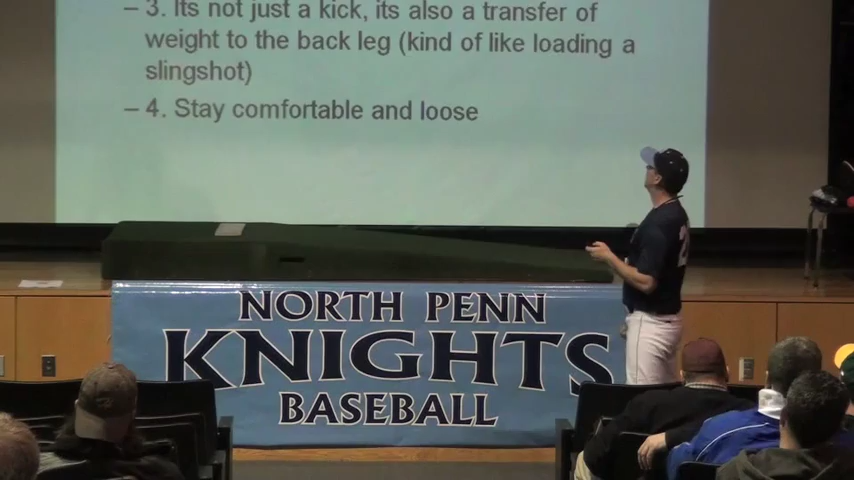 – 3. Its not just a kick, its also a transfer of
weight to the back leg (kind of like loading a
slingshot)
– 4. Stay comfortable and loose
NORTH PENN
KNIGHTS
BASEBALL